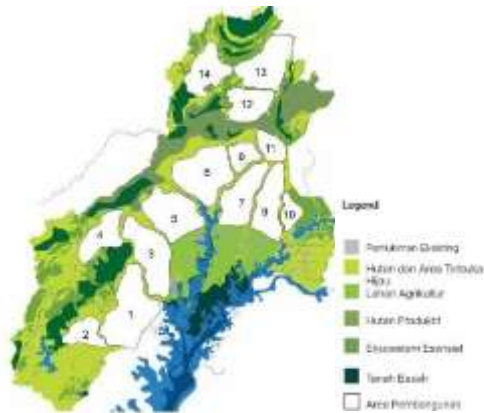 14
13
12
11
6
8
7
9
10
5
4
3
1
2
Legend
Permukiman Eksisting
Hutan dan Area Terbuka
Hijau
Lahan Agrikultur
Hutan Produktif
Ekosistem Esensial
Tanah Basah
Area Pembangunan